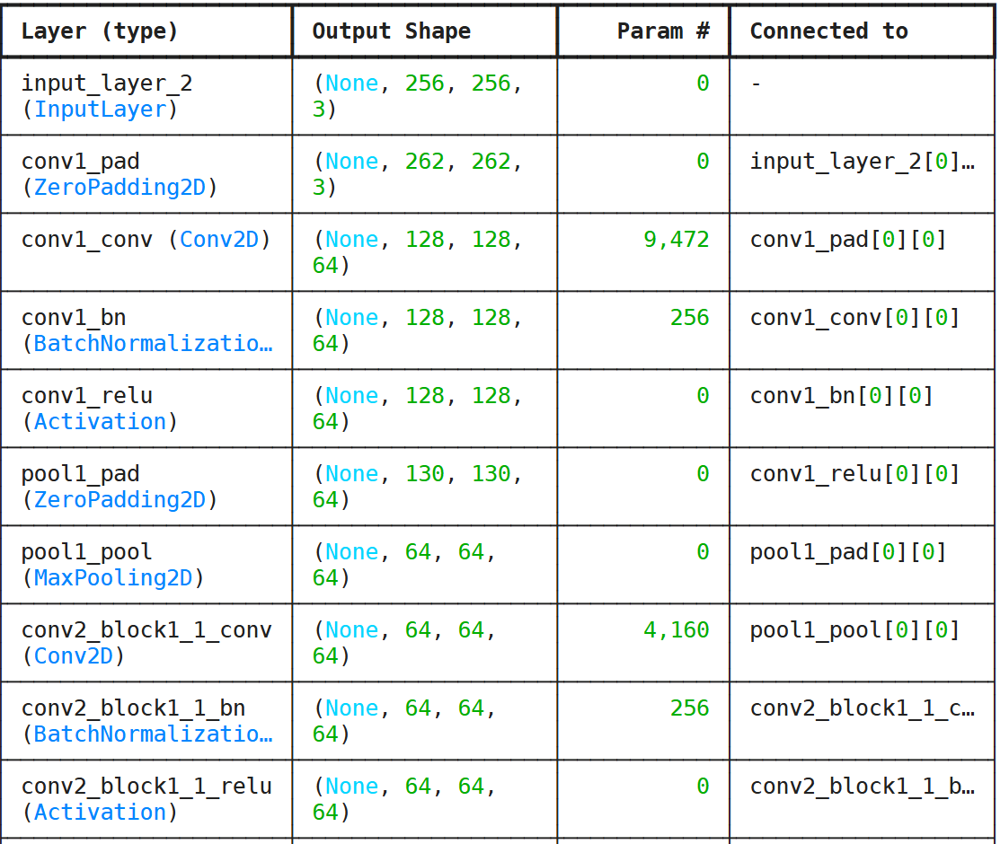 Layer (type) Output Shape Param # Connected to
input_layer_2 (None, 256, 256, 0 -
(InputLayer) 3)
conv1_pad (None, 262, 262, 0 input_layer_2[0]…
(ZeroPadding2D) 3)
conv1_conv (Conv2D) (None, 128, 128, 9,472 conv1_pad[0][0]
64)
conv1_bn (None, 128, 128, 256 conv1_conv[0][0]
(BatchNormalizatio… 64)
conv1_relu (None, 128, 128, 0 conv1_bn[0][0]
(Activation) 64)
pool1_pad (None, 130, 130, 0 conv1_relu[0][0]
(ZeroPadding2D) 64)
pool1_pool (None, 64, 64, 0 pool1_pad[0][0]
(MaxPooling2D) 64)
conv2_block1_1_conv (None, 64, 64, 4,160 pool1_pool[0][0]
(Conv2D) 64)
conv2_block1_1_bn (None, 64, 64, 256 conv2_block1_1_c…
(BatchNormalizatio… 64)
conv2_block1_1_relu (None, 64, 64, 0 conv2_block1_1_b…
(Activation) 64)